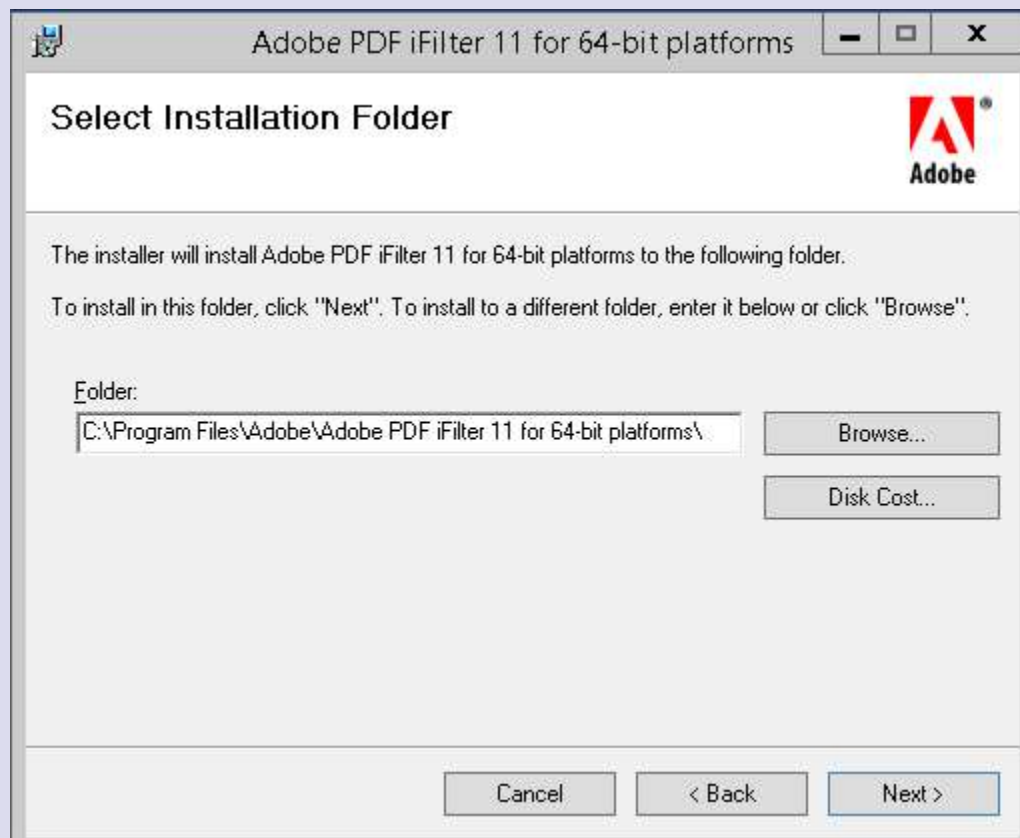 Adobe PDF iFilter 11 for 64-bit platforms
Select Installation Folder
Adobe
The installer will install Adobe PDF iFilter 11 for 64-bit platforms to the following folder.
To install in this folder, click "Next". To install to a different folder, enter it below or click "Browse".
Folder:
C:\Program Files\Adobe\Adobe PDF iFilter 11 for 64-bit platforms\
Browse...
Disk Cost...
Cancel
< Back
Next >